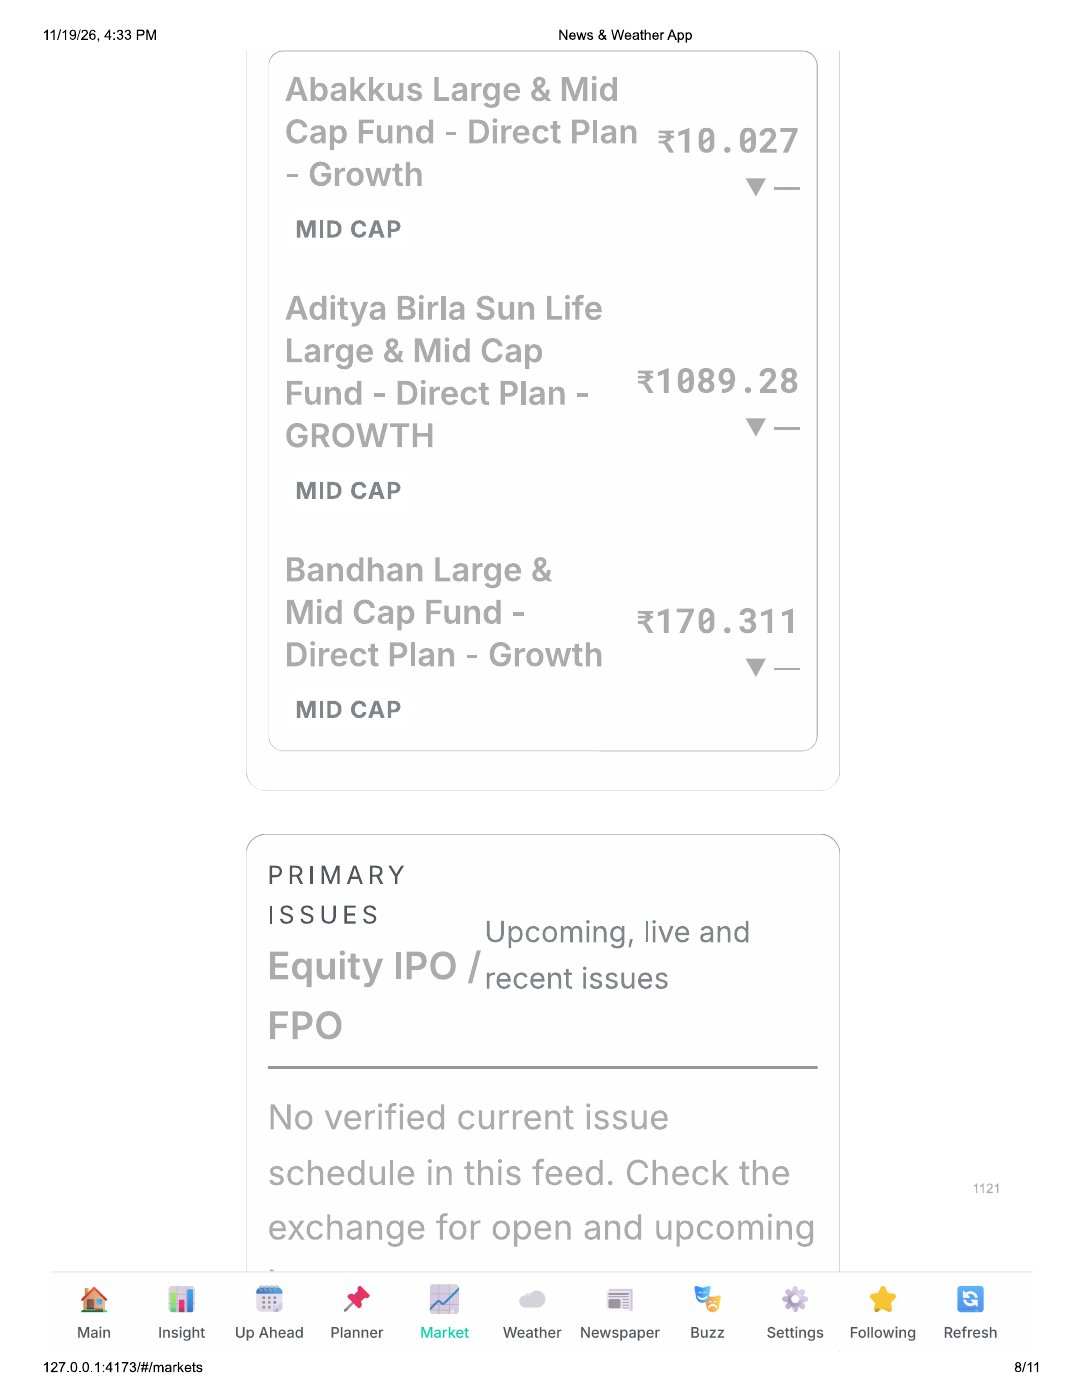 11/19/26, 4:33 PM
News & Weather App
Abakkus Large & Mid
Cap Fund - Direct Plan
- Growth
₹10.027
▼ —
MID CAP
Aditya Birla Sun Life
Large & Mid Cap
Fund - Direct Plan -
GROWTH
₹1089.28
▼ —
MID CAP
Bandhan Large &
Mid Cap Fund -
Direct Plan - Growth
₹170.311
▼ —
MID CAP
PRIMARY
ISSUES
Equity IPO /
FPO
Upcoming, live and
recent issues
No verified current issue
schedule in this feed. Check the
exchange for open and upcoming
1121
Main
Insight
Up Ahead
Planner
Market
Weather
Newspaper
Buzz
Settings
Following
Refresh
127.0.0.1:4173/#/markets
8/11